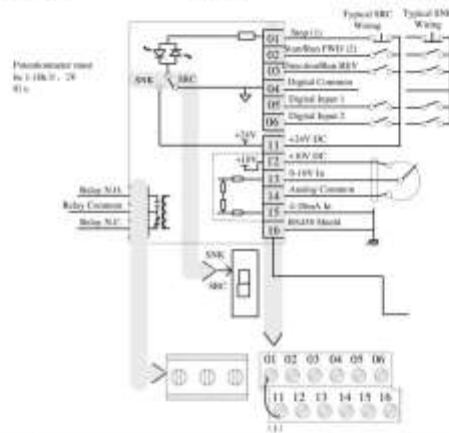 Typical SRC
Wiring
Typical SNK
Wiring
Potentiometer must
01
Stop (1)
02
Start/Run FWD (2)
03
Direction/Run REV
04
Digital Common
05
Digital Input 1
06
Digital Input 2
SNK
SRC
+24V
11
+24V DC
+10V
12
+10V DC
13
0-10V In
14
Analog Common
15
4-20mA In
16
RS485 Shield
Relay N.O.
Relay Common
Relay N.C.
SNK
SRC
01 02 03 04 05 06
11 12 13 14 15 16
(1)